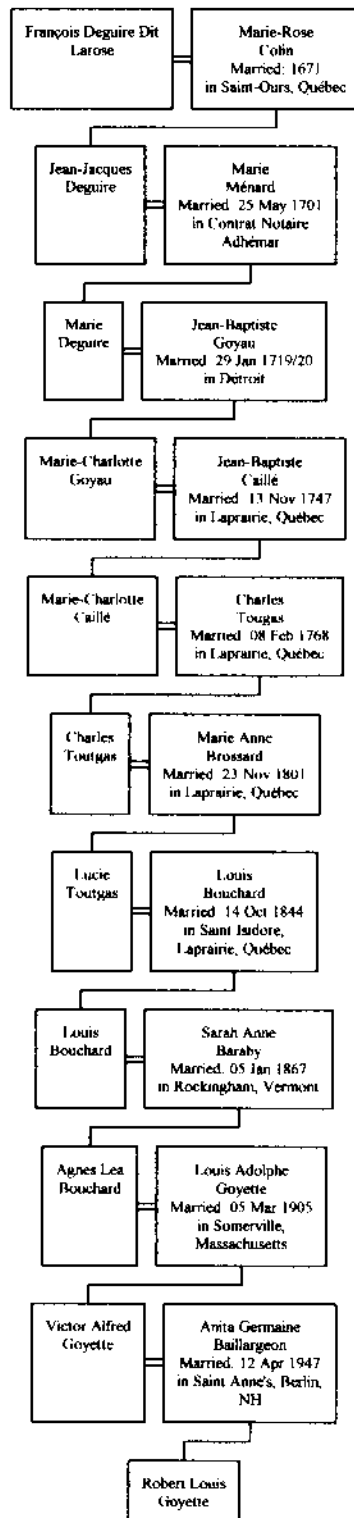 François Deguire Dit
Larose
Marie-Rose
Colin
Married: 1671
in Saint-Ours, Québec
Jean-Jacques
Deguire
Marie
Ménard
Married. 25 May 1701
in Contrat Notaire
Adhémar
Marie
Deguire
Jean-Baptiste
Goyau
Married. 29 Jan 1719/20
in Détroit
Marie-Charlotte
Goyau
Jean-Baptiste
Caillé
Married. 13 Nov 1747
in Laprairie, Québec
Marie-Charlotte
Caillé
Charles
Tougas
Married. 08 Feb 1768
in Laprairie, Québec
Charles
Toutgas
Marie Anne
Brossard
Married. 23 Nov 1801
in Laprairie, Québec
Lucie
Toutgas
Louis
Bouchard
Married. 14 Oct 1844
in Saint Isidore,
Laprairie, Québec
Louis
Bouchard
Sarah Anne
Baraby
Married. 05 Jan 1867
in Rockingham, Vermont
Agnes Lea
Bouchard
Louis Adolphe
Goyette
Married. 05 Mar 1905
in Somerville,
Massachusetts
Victor Alfred
Goyette
Anita Germaine
Baillargeon
Married. 12 Apr 1947
in Saint Anne's, Berlin,
NH
Robert Louis
Goyette